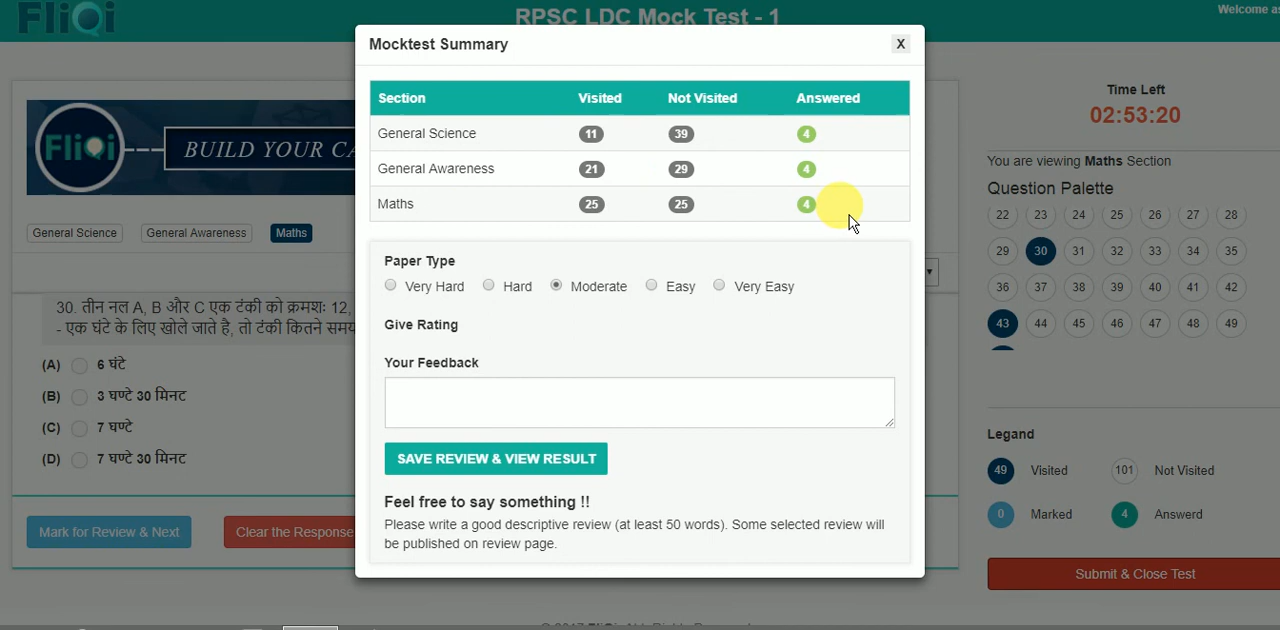 FliQi
RPSC LDC Mock Test - 1
Welcome as
Mocktest Summary
X
Section Visited Not Visited Answered
General Science 11 39 4
General Awareness 21 29 4
Maths 25 25 4
Paper Type
Very Hard Hard Moderate Easy Very Easy
Give Rating
Your Feedback
SAVE REVIEW & VIEW RESULT
Feel free to say something !!
Please write a good descriptive review (at least 50 words). Some selected review will
be published on review page.
FliQi
BUILD YOUR CA
General Science General Awareness Maths
30. तीन नल A, B और C एक टंकी को क्रमशः 12,
- एक घंटे के लिए खोले जाते है, तो टंकी कितने समय
(A) 6 घंटे
(B) 3 घण्टे 30 मिनट
(C) 7 घण्टे
(D) 7 घण्टे 30 मिनट
Mark for Review & Next Clear the Response
Time Left
02:53:20
You are viewing Maths Section
Question Palette
22 23 24 25 26 27 28
29 30 31 32 33 34 35
36 37 38 39 40 41 42
43 44 45 46 47 48 49
Legand
49 Visited 101 Not Visited
0 Marked 4 Answerd
Submit & Close Test